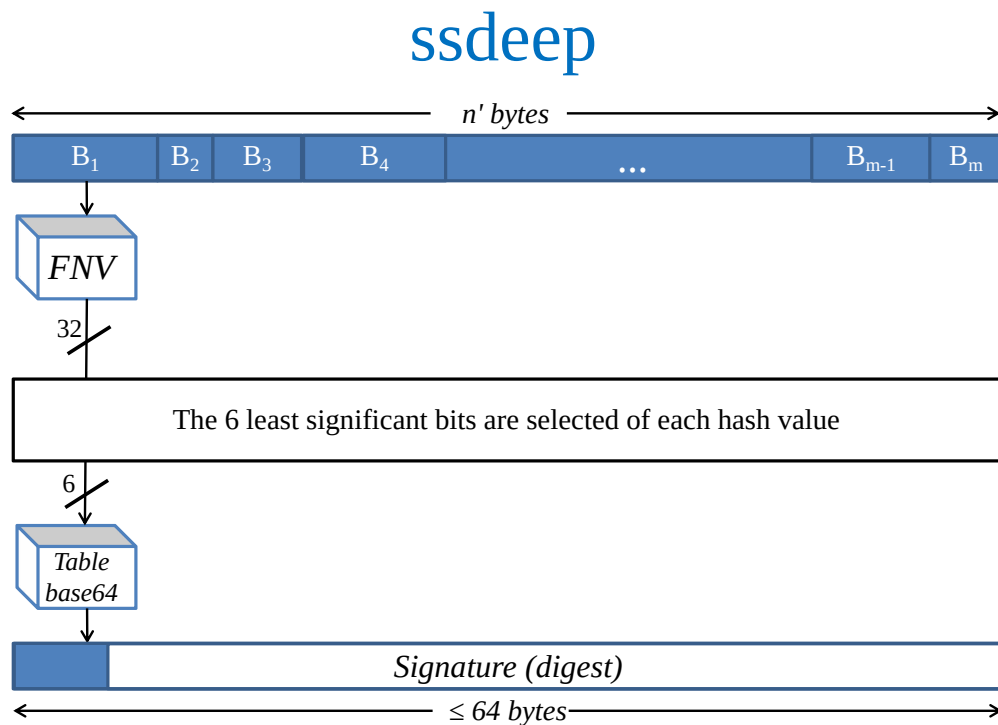 ssdeep
n' bytes
B₁ B₂ B₃ B₄ ... Bₘ₋₁ Bₘ
FNV
32
The 6 least significant bits are selected of each hash value
6
Table
base64
Signature (digest)
≤ 64 bytes